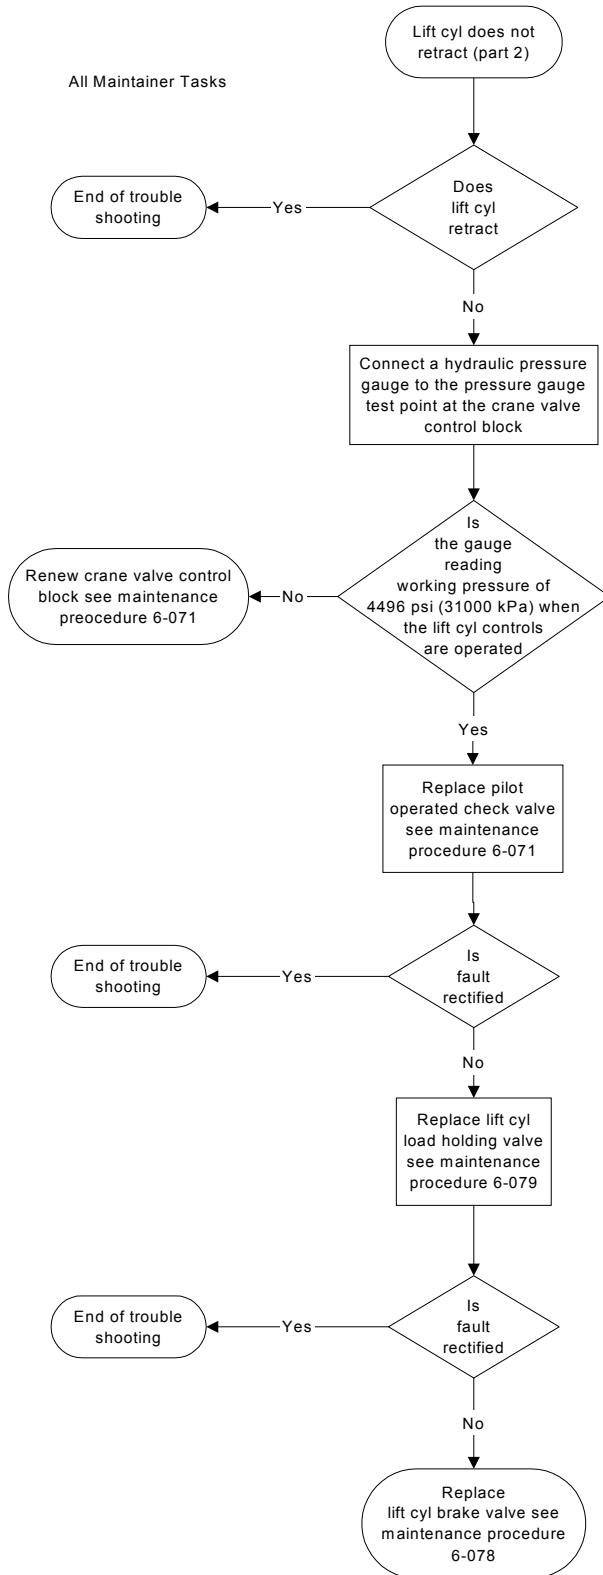 Lift cyl does not
retract (part 2)
All Maintainer Tasks
Does
lift cyl
retract
Yes
End of trouble
shooting
No
Connect a hydraulic pressure
gauge to the pressure gauge
test point at the crane valve
control block
Is
the gauge
reading
working pressure of
4496 psi (31000 kPa) when
the lift cyl controls
are operated
No
Renew crane valve control
block see maintenance
preocedure 6-071
Yes
Replace pilot
operated check valve
see maintenance
procedure 6-071
Is
fault
rectified
Yes
End of trouble
shooting
No
Replace lift cyl
load holding valve
see maintenance
procedure 6-079
Is
fault
rectified
Yes
End of trouble
shooting
No
Replace
lift cyl brake valve see
maintenance procedure
6-078